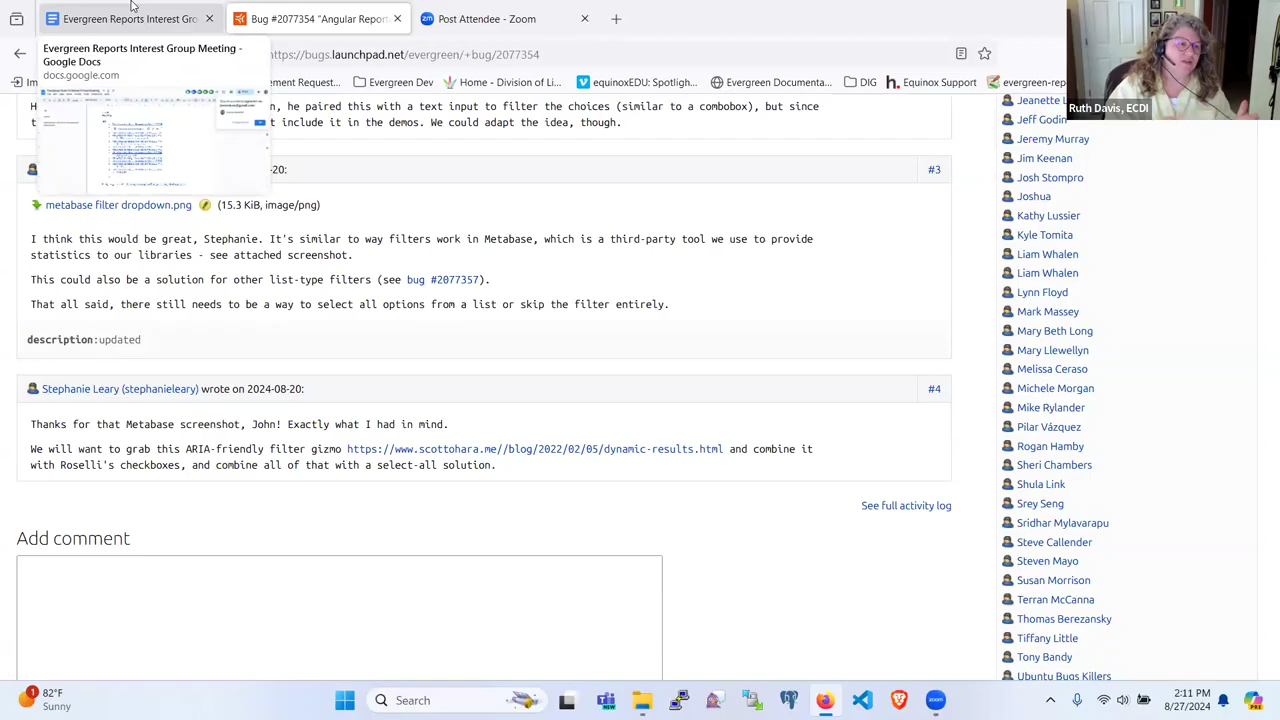 Evergreen Reports Interest Gro
Bug #2077354 "Angular Report
Post Attendee - Zoom
Evergreen Reports Interest Group Meeting -
Google Docs
docs.google.com
https://bugs.launchpad.net/evergreen/+bug/2077354
ement Request...
Evergreen Dev
Home - Division of Li...
equinoxEDU: Spotli
Evergreen Documenta
DIG
evergreen-rep
Ruth Davis, ECDI
paired this with a text input to filter the choices (similar to a combobox), but since
include it in the demos. We could adapt the idea, though.
20:
#3
metabase filter dropdown.png
(15.3 KiB, image/png)
I think this would be great, Stephanie. It's similar to way filters work in Metabase, which is a third-party tool we use to provide
statistics to our libraries - see attached screenshot.
This could also be a solution for other list type filters (see bug #2077357).
That all said, there still needs to be a way to select all options from a list or skip the filter entirely.
description:updated
Stephanie Leary (stephanieleary) wrote on 2024-08-20:
#4
Thanks for that Metabase screenshot, John! Exactly what I had in mind.
We will want to grab this ARIA-friendly filter gizmo https://www.scottohara.me//blog/2022/02/05/dynamic-results.html and combine it
with Roselli's checkboxes, and combine all of that with a select-all solution.
See full activity log
Add comment
Jeanette L
Jeff Godin
Jeremy Murray
Jim Keenan
Josh Stompro
Joshua
Kathy Lussier
Kyle Tomita
Liam Whalen
Liam Whalen
Lynn Floyd
Mark Massey
Mary Beth Long
Mary Llewellyn
Melissa Ceraso
Michele Morgan
Mike Rylander
Pilar Vázquez
Rogan Hamby
Sheri Chambers
Shula Link
Srey Seng
Sridhar Mylavarapu
Steve Callender
Steven Mayo
Susan Morrison
Terran McCanna
Thomas Berezansky
Tiffany Little
Tony Bandy
Ubuntu Bugs Killers
1
82°F
Sunny
Search
NEW
zoom
2:11 PM
8/27/2024
PRE